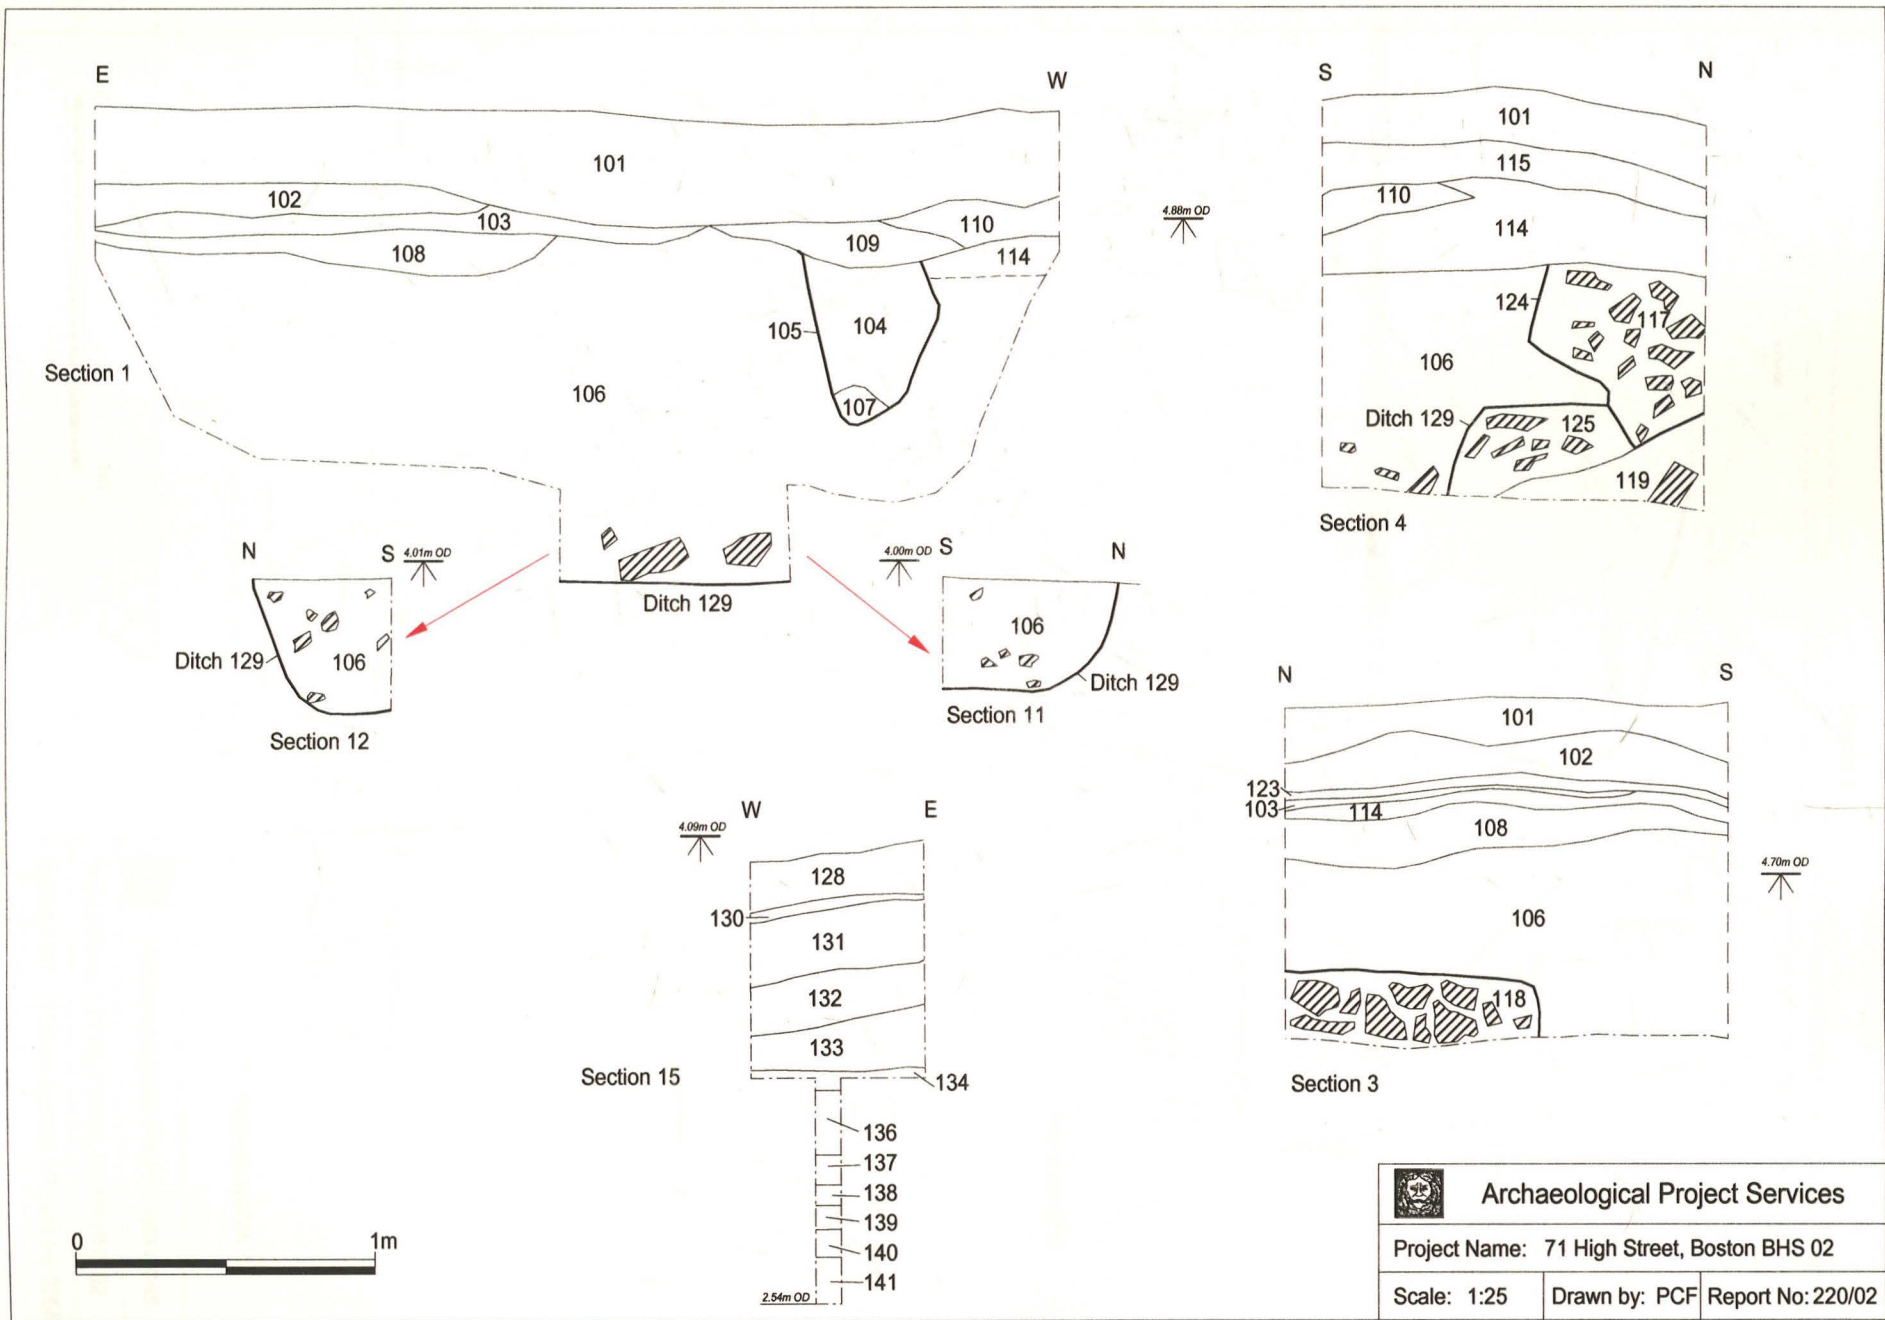 E
W
101
102
103
108
109
110
114
105
104
107
106
Section 1
4.88m OD
Ditch 129
N
S
4.01m OD
Ditch 129
106
Section 12
4.00m OD
S
N
106
Ditch 129
Section 11
S
N
101
115
110
114
124
117
106
Ditch 129
125
119
Section 4
N
S
101
102
123
103
114
108
4.70m OD
106
118
Section 3
W
E
4.09m OD
128
130
131
132
133
134
Section 15
136
137
138
139
140
141
2.54m OD
0
1m
Archaeological Project Services
Project Name: 71 High Street, Boston BHS 02
Scale: 1:25
Drawn by: PCF
Report No: 220/02